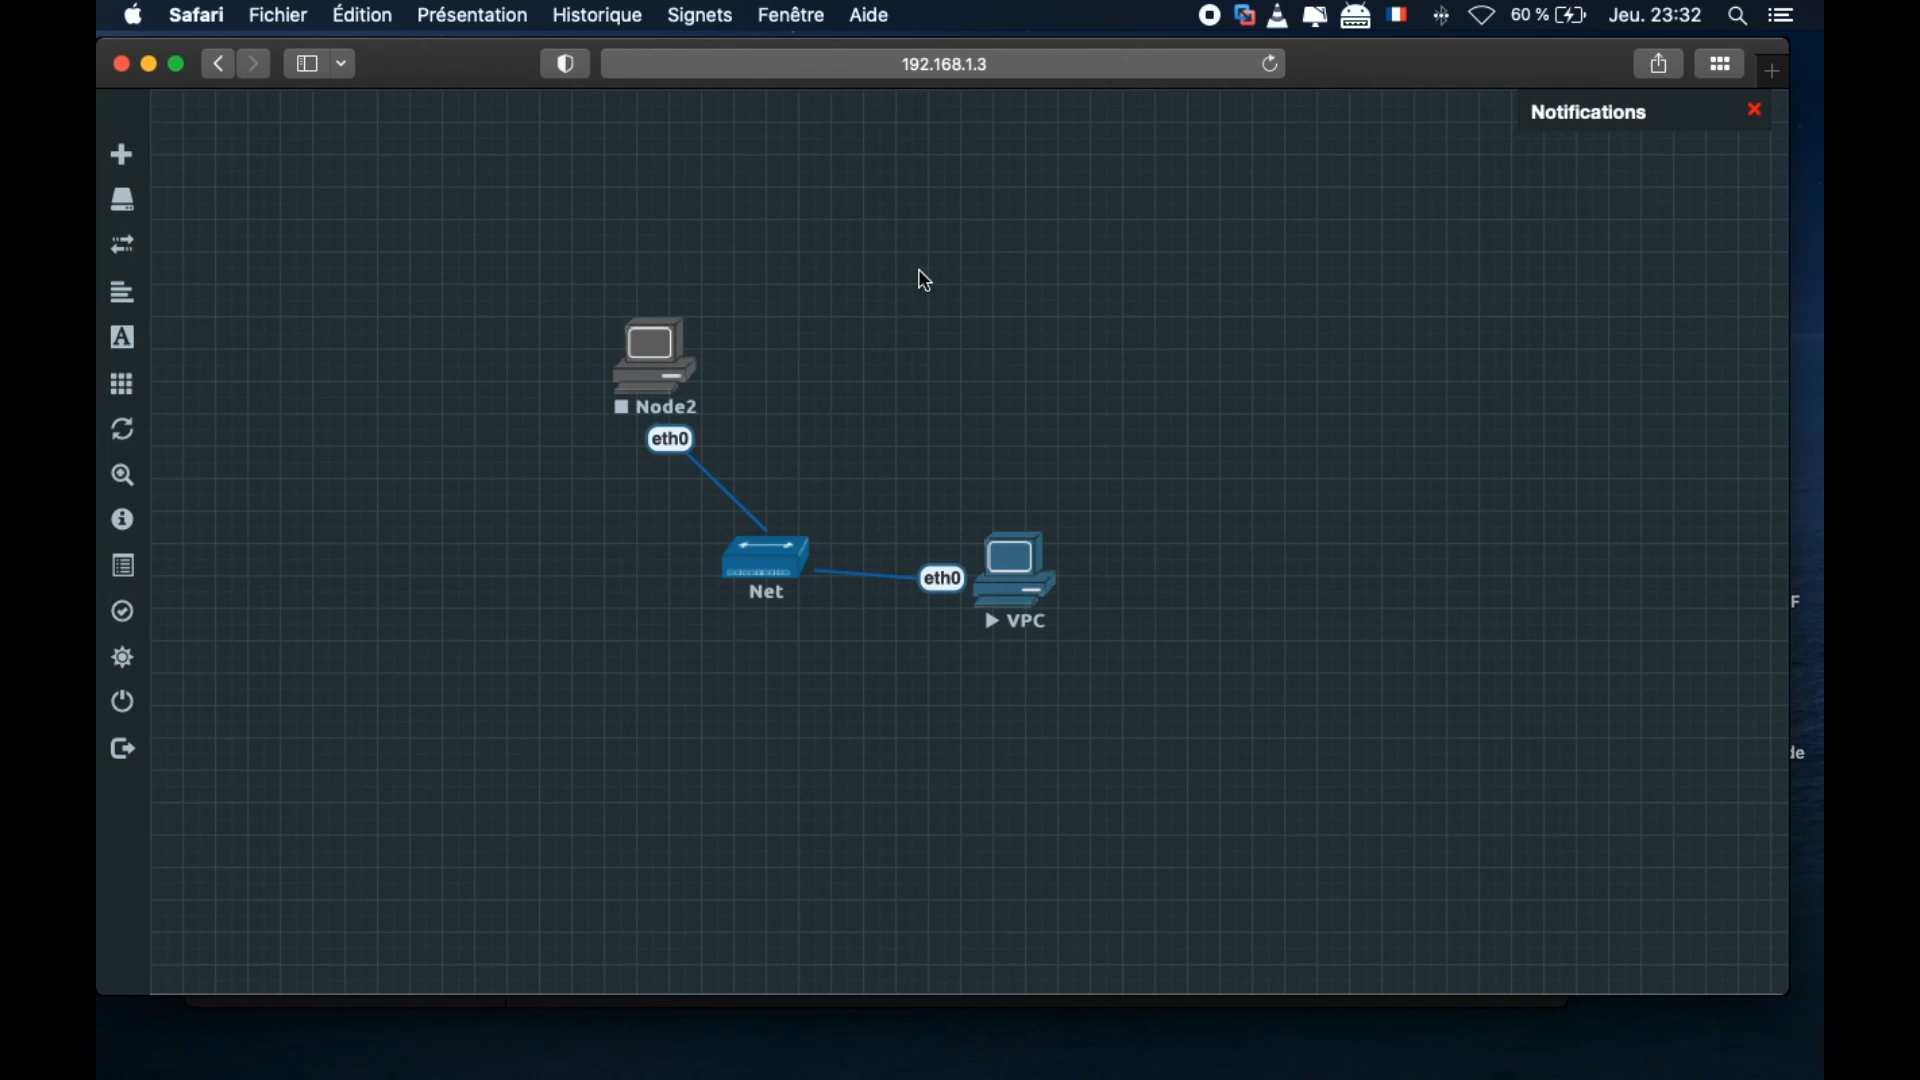 Safari Fichier Édition Présentation Historique Signets Fenêtre Aide 60 % Jeu. 23:32
192.168.1.3
Notifications
A
Node2
eth0
Net
eth0
VPC
F
de